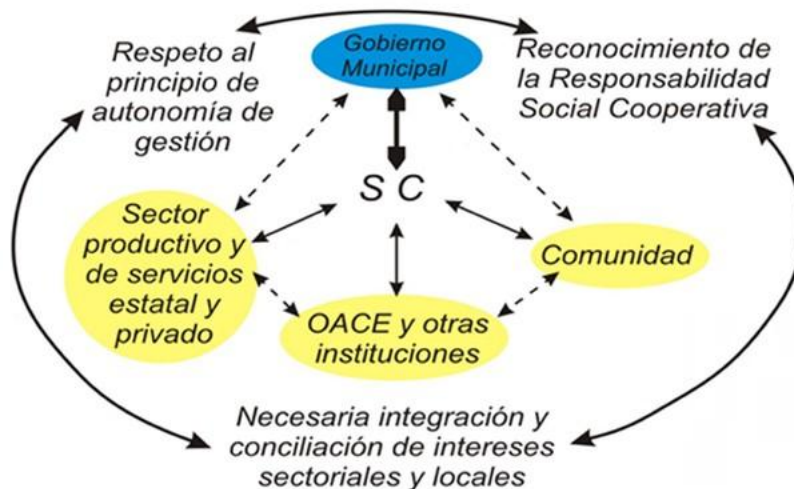 Respeto al
principio de
autonomía de
gestión
Gobierno
Municipal
Reconocimiento de
la Responsabilidad
Social Cooperativa
S C
Sector
productivo y
de servicios
estatal y
privado
Comunidad
OACE y otras
instituciones
Necesaria integración y
conciliación de intereses
sectoriales y locales